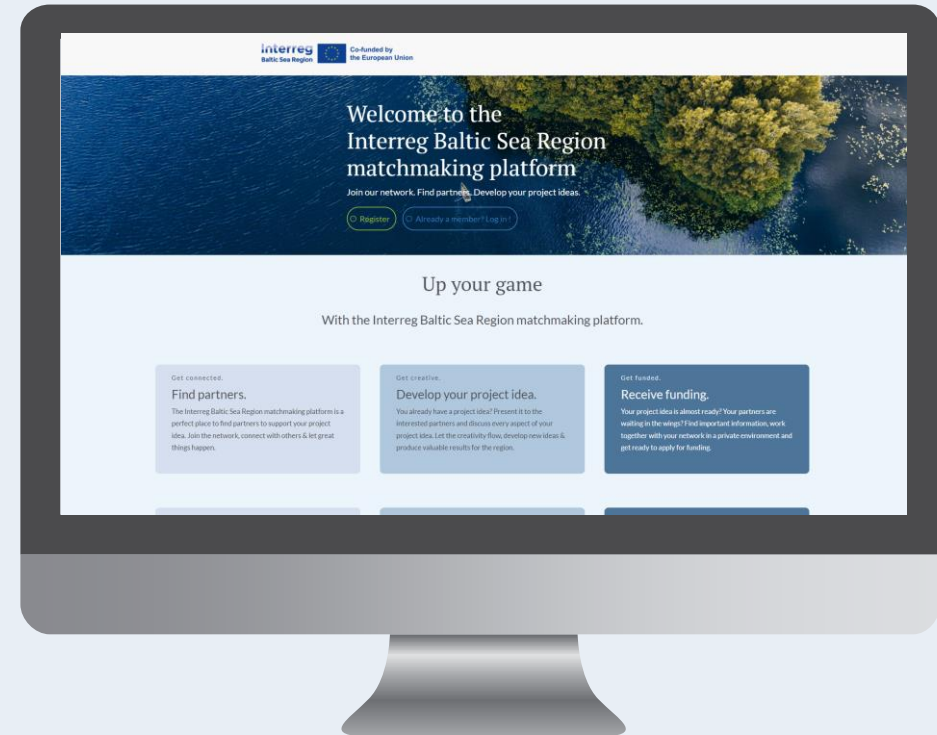 Interreg
Baltic Sea Region
Co-funded by
the European Union
Welcome to the
Interreg Baltic Sea Region
matchmaking platform
Join our network. Find partners. Develop your project ideas.
Register
Already a member? Log in!
Up your game
With the Interreg Baltic Sea Region matchmaking platform.
Get connected.
Find partners.
The Interreg Baltic Sea Region matchmaking platform is a
perfect place to find partners to support your project
idea. Join the network, connect with others & let great
things happen.
Get creative.
Develop your project idea.
You already have a project idea? Present it to the
interested partners and discuss every aspect of your
project idea. Let the creativity flow, develop new ideas &
produce valuable results for the region.
Get funded.
Receive funding.
Your project idea is almost ready? Your partners are
waiting in the wings? Find important information, work
together with your network in a private environment and
get ready to apply for funding.